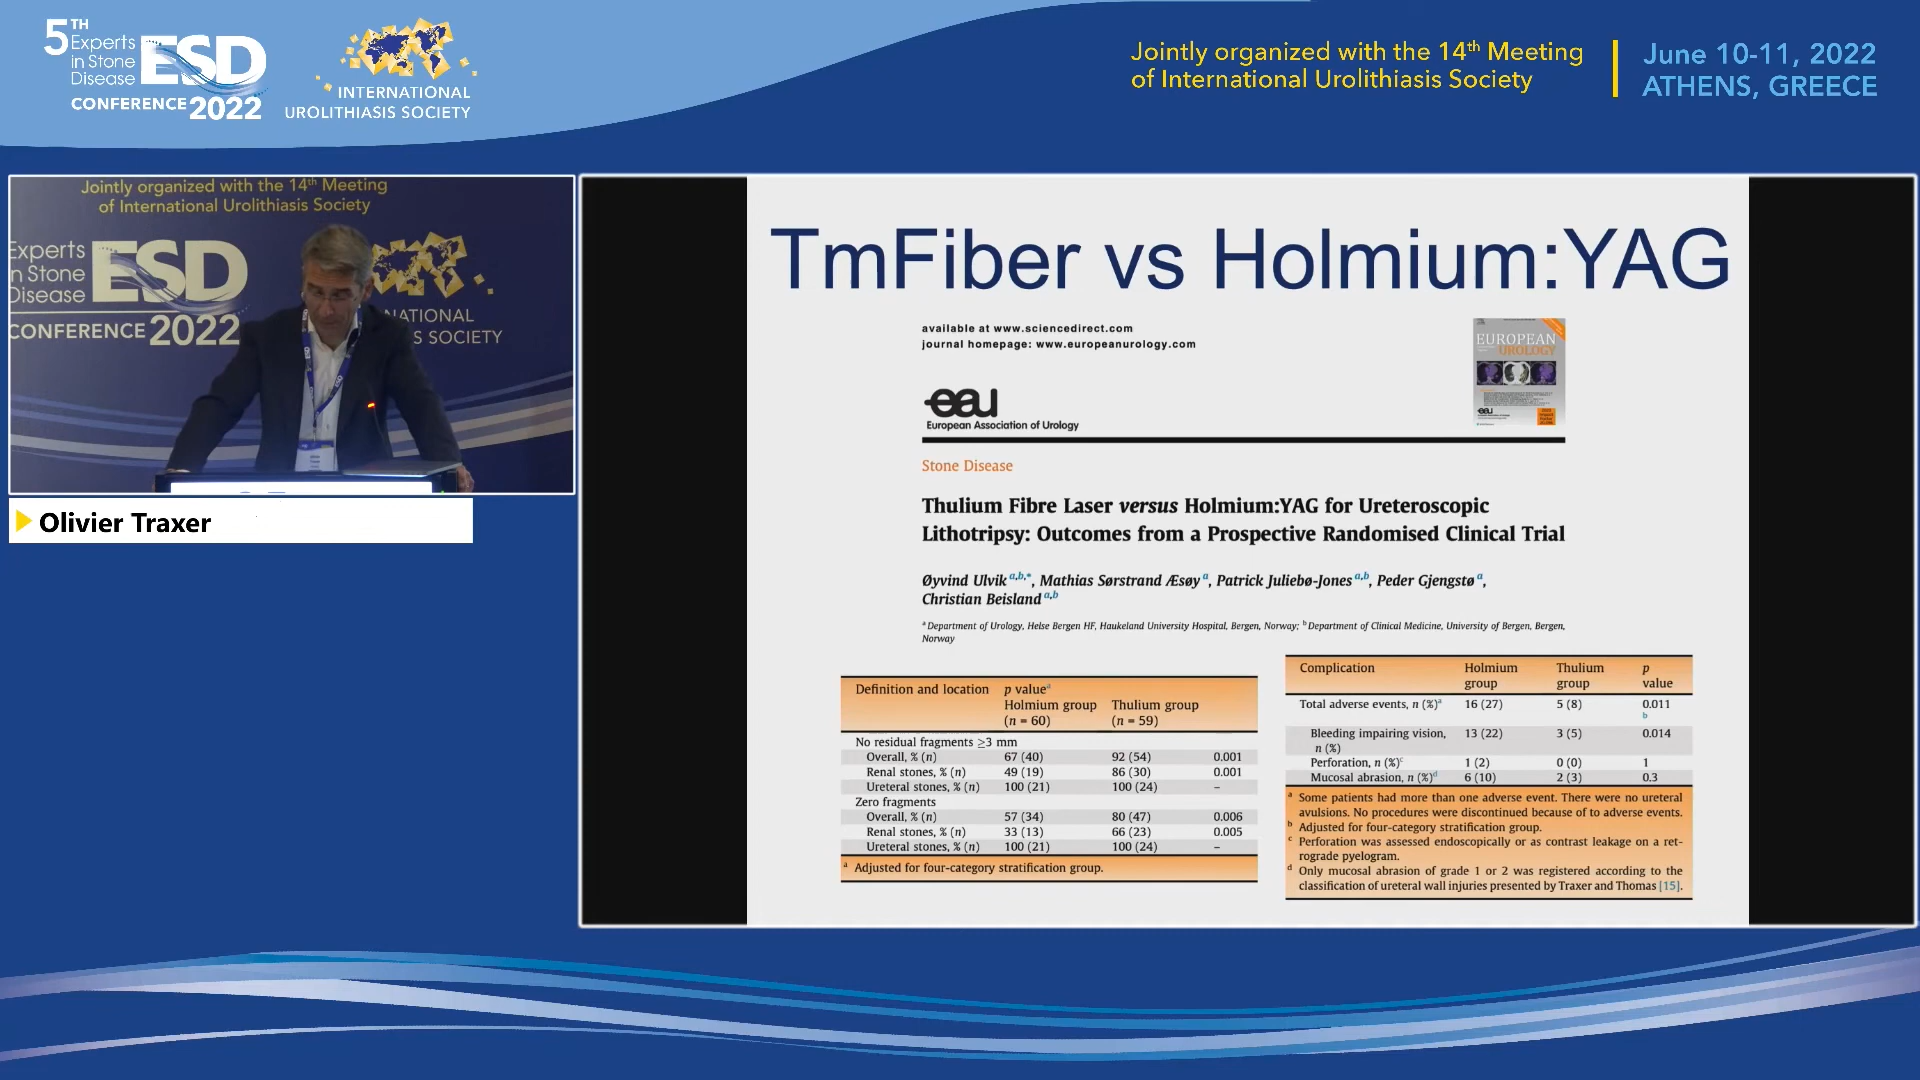 5TH Experts in Stone Disease ESD
CONFERENCE 2022
INTERNATIONAL
UROLITHIASIS SOCIETY
Jointly organized with the 14th Meeting
of International Urolithiasis Society
June 10-11, 2022
ATHENS, GREECE
Jointly organized with the 14th Meeting
of International Urolithiasis Society
Experts
in Stone
Disease
ESD
CONFERENCE 2022
NATIONAL
S SOCIETY
Olivier Traxer
TmFiber vs Holmium:YAG
available at www.sciencedirect.com
journal homepage: www.europeanurology.com
EUROPEAN
UROLOGY
eau
European Association of Urology
Stone Disease
Thulium Fibre Laser versus Holmium:YAG for Ureteroscopic
Lithotripsy: Outcomes from a Prospective Randomised Clinical Trial
Øyvind Ulvik a,b,*, Mathias Sørstrand Æsøy a, Patrick Juliebø-Jones a,b, Peder Gjengstø a,
Christian Beisland a,b
a Department of Urology, Helse Bergen HF, Haukeland University Hospital, Bergen, Norway; b Department of Clinical Medicine, University of Bergen, Bergen,
Norway
Definition and location p value a
Holmium group Thulium group
(n = 60) (n = 59)
No residual fragments ≥3 mm
Overall, % (n) 67 (40) 92 (54) 0.001
Renal stones, % (n) 49 (19) 86 (30) 0.001
Ureteral stones, % (n) 100 (21) 100 (24) –
Zero fragments
Overall, % (n) 57 (34) 80 (47) 0.006
Renal stones, % (n) 33 (13) 66 (23) 0.005
Ureteral stones, % (n) 100 (21) 100 (24) –
a Adjusted for four-category stratification group.
Complication Holmium Thulium p
group group value
Total adverse events, n (%)a 16 (27) 5 (8) 0.011
b
Bleeding impairing vision, 13 (22) 3 (5) 0.014
n (%)
Perforation, n (%)c 1 (2) 0 (0) 1
Mucosal abrasion, n (%)d 6 (10) 2 (3) 0.3
a Some patients had more than one adverse event. There were no ureteral
avulsions. No procedures were discontinued because of to adverse events.
b Adjusted for four-category stratification group.
c Perforation was assessed endoscopically or as contrast leakage on a ret-
rograde pyelogram.
d Only mucosal abrasion of grade 1 or 2 was registered according to the
classification of ureteral wall injuries presented by Traxer and Thomas [15].